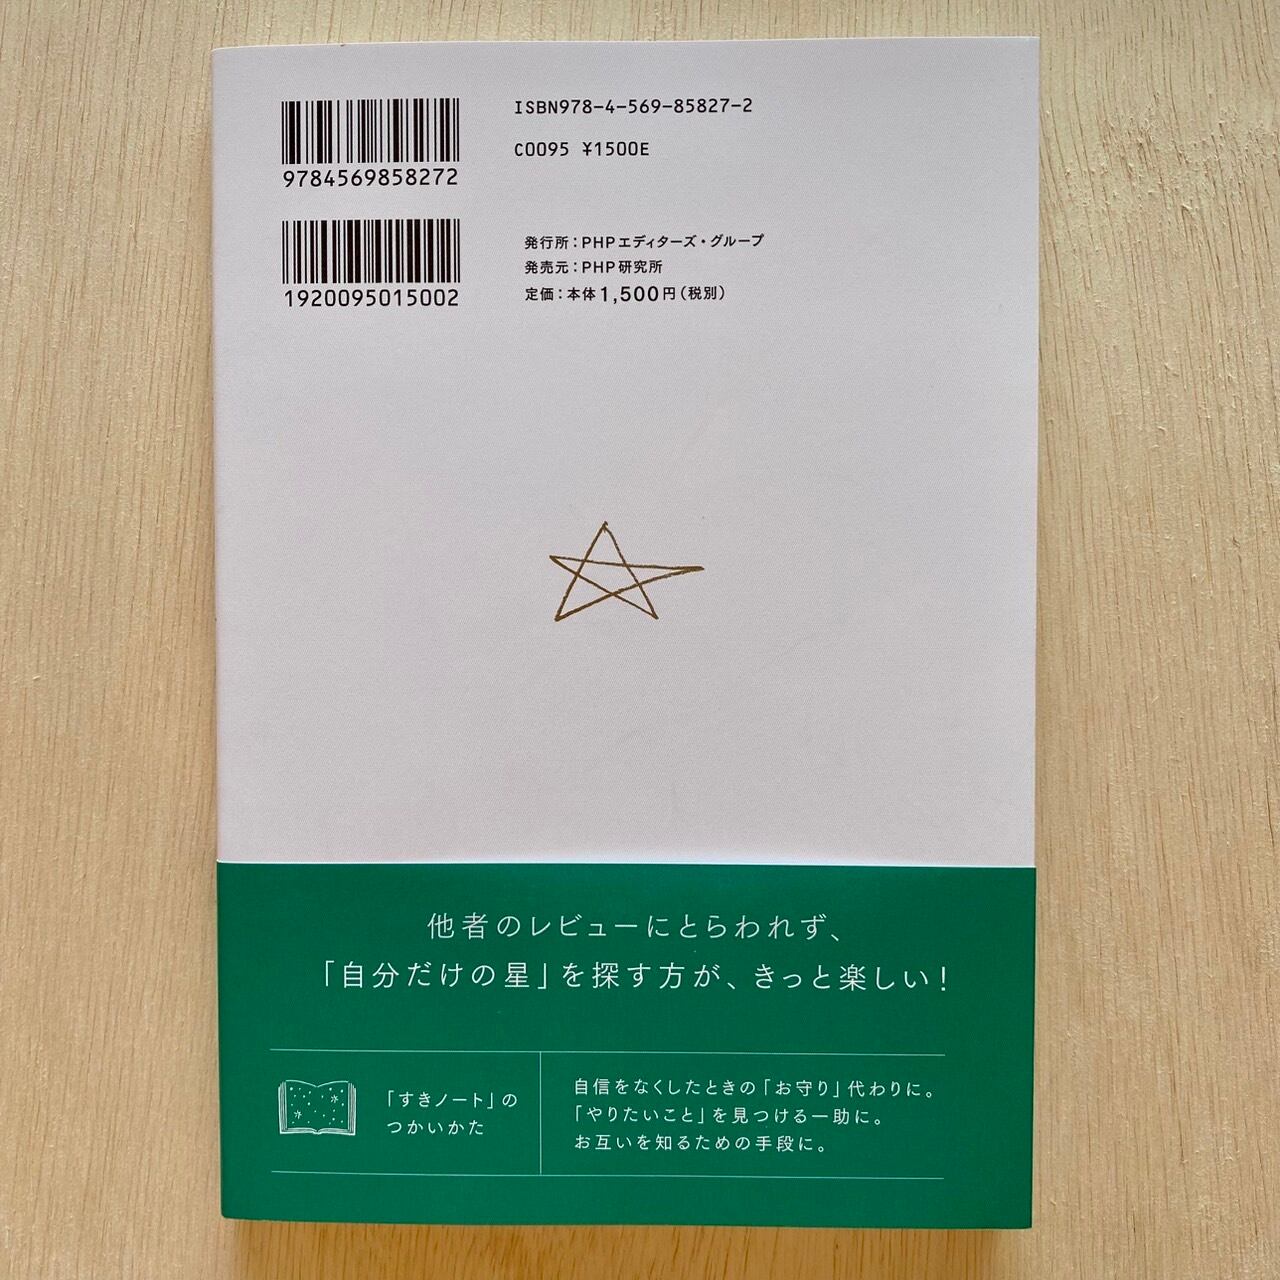 9784569858272
1920095015002
ISBN978-4-569-85827-2
C0095 ¥1500E
発行所：PHPエディターズ・グループ
発売元：PHP研究所
定価：本体1,500円（税別）
他者のレビューにとらわれず、
「自分だけの星」を探す方が、きっと楽しい！
「すきノート」の
つかいかた
自信をなくしたときの「お守り」代わりに。
「やりたいこと」を見つける一助に。
お互いを知るための手段に。